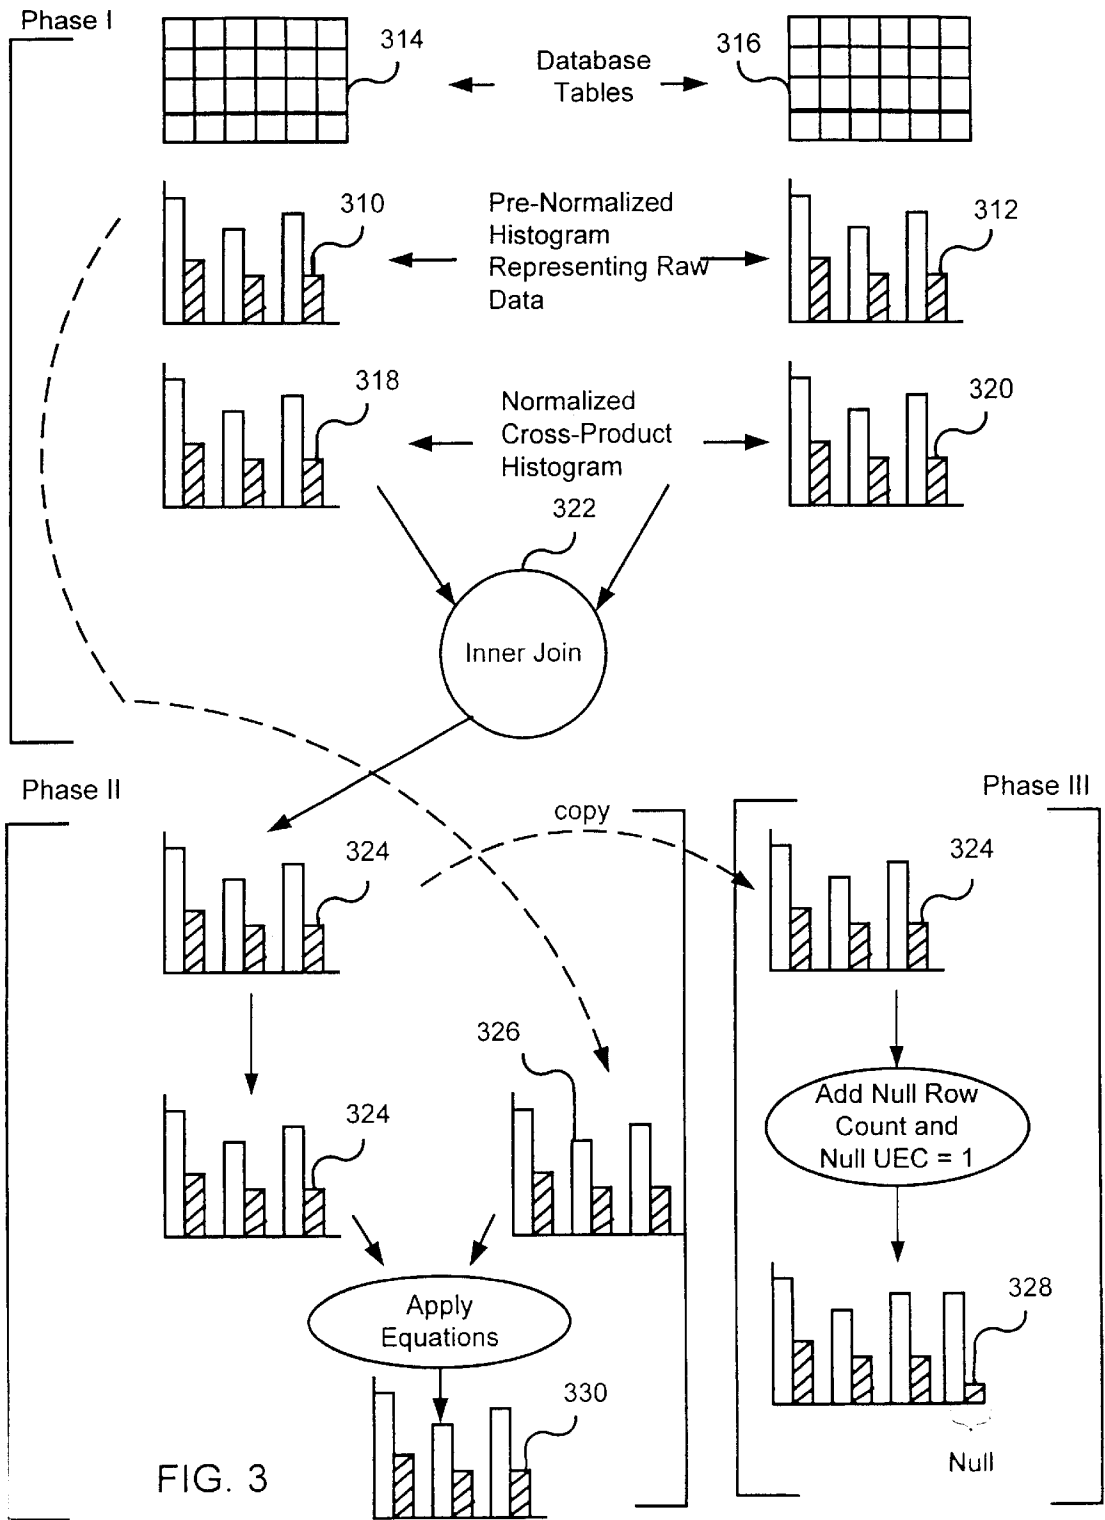 Phase I
314
Database
Tables
316
310
Pre-Normalized
Histogram
Representing Raw
Data
312
318
Normalized
Cross-Product
Histogram
320
322
Inner Join
Phase II
Phase III
copy
324
324
326
324
Add Null Row
Count and
Null UEC = 1
Apply
Equations
328
330
Null
FIG. 3